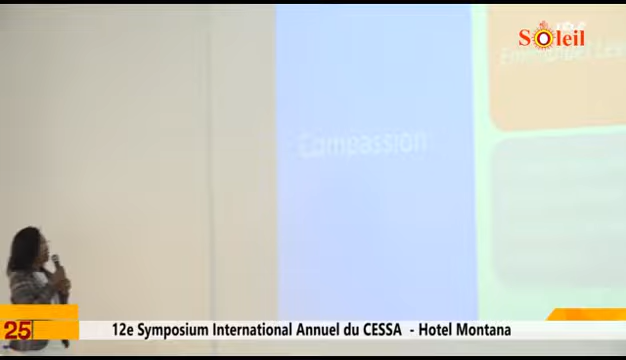 Soleil
Compassion
25
12e Symposium International Annuel du CESSA - Hotel Montana